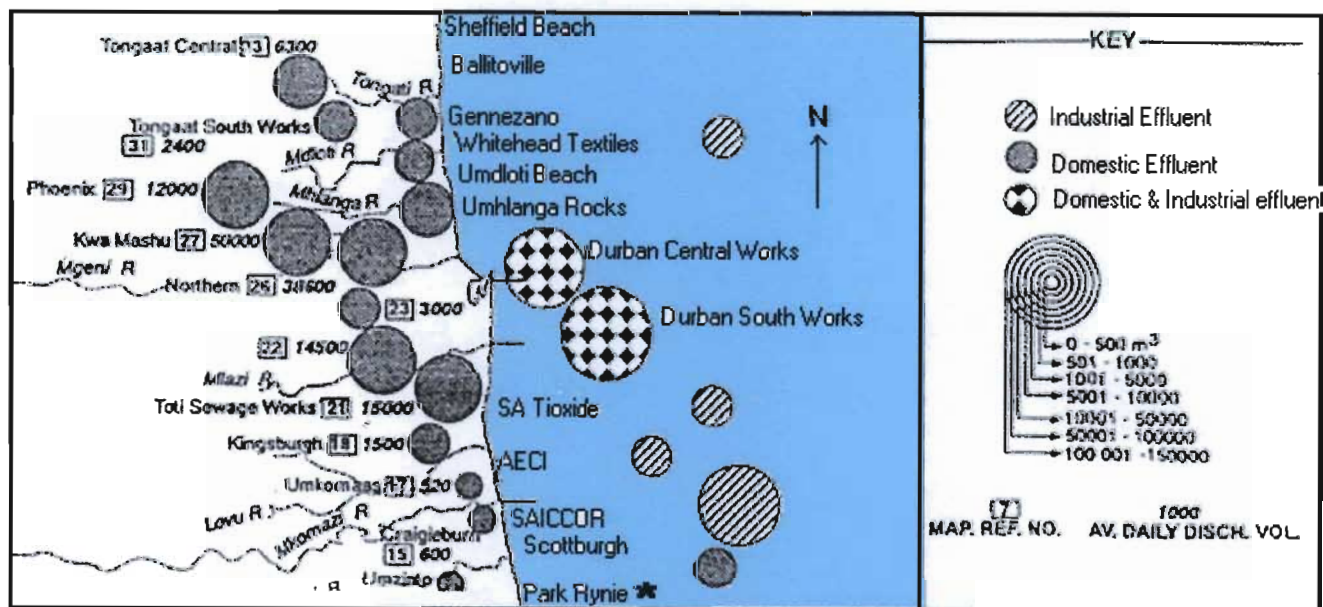 Sheffield Beach
Tongaat Central 6300
Ballitoville
Tongati R
Tongaat South Works
Gennezano
31 2400
Whitehead Textiles
Mdloti R
Umdloti Beach
Phoenix 29 12000
Mhlanga R
Umhlanga Rocks
Kwa Mashu 27 50000
Durban Central Works
Mgeni R
Northern 26 38600
23 3000
Durban South Works
22 14500
Mlazi R
Toti Sewage Works 21 15000
SA Tioxide
Kingsburgh 18 1500
AECI
Umkomaas 17 520
Lovu R
Mkomazi R
SAICCOR
Craigieburn
Scottburgh
15 600
Umzinto
R
Park Rynie *
N
KEY
Industrial Effluent
Domestic Effluent
Domestic & Industrial effluent
0 - 500 m³
501 - 1000
1001 - 5000
5001 - 10000
10001 - 50000
50001 - 100000
100 001 - 150000
7 1000
MAP. REF. NO. AV. DAILY DISCH. VOL.